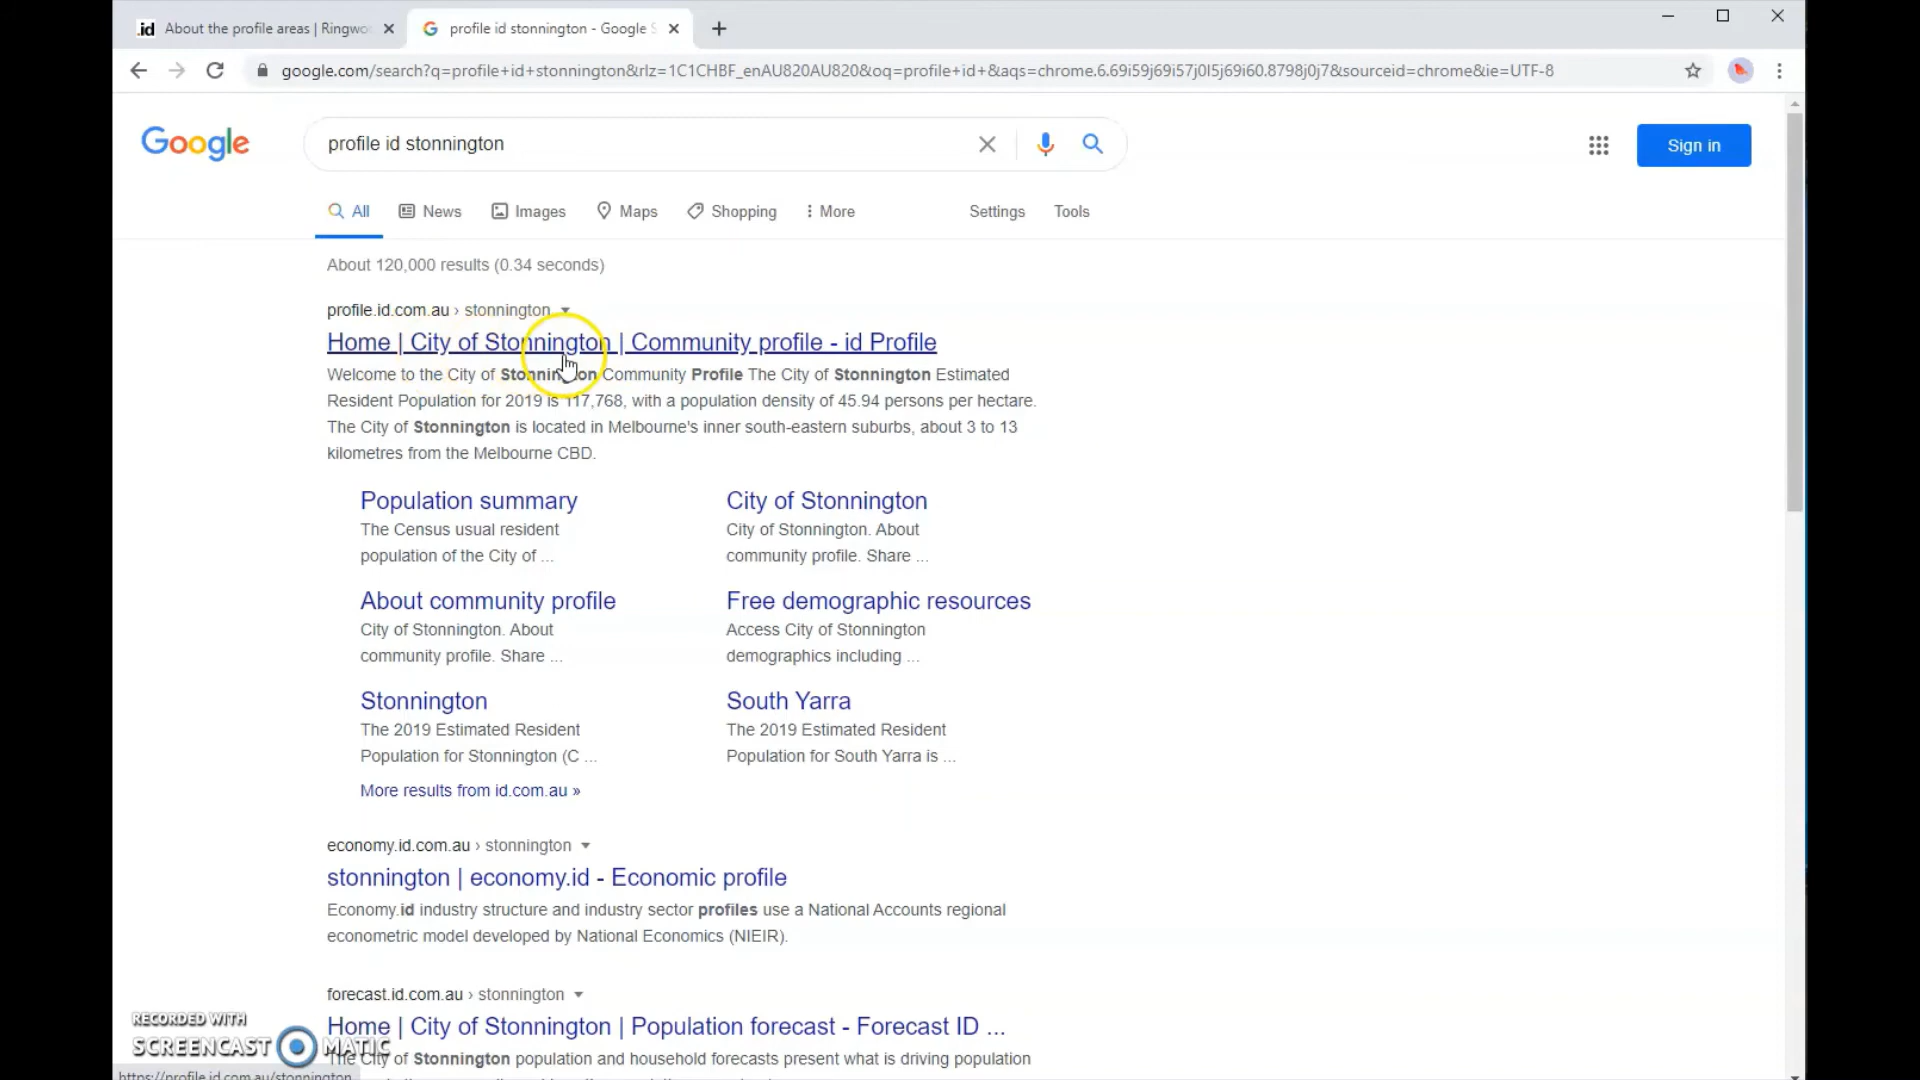 .id About the profile areas | Ringwo
profile id stonnington - Google S
google.com/search?q=profile+id+stonnington&rlz=1C1CHBF_enAU820AU820&oq=profile+id+&aqs=chrome.6.69i59j69i57j0l5j69i60.8798j0j7&sourceid=chrome&ie=UTF-8
Google
profile id stonnington
Sign in
All News Images Maps Shopping More Settings Tools
About 120,000 results (0.34 seconds)
profile.id.com.au › stonnington
Home | City of Stonnington | Community profile - id Profile
Welcome to the City of Stonnington Community Profile The City of Stonnington Estimated
Resident Population for 2019 is 117,768, with a population density of 45.94 persons per hectare.
The City of Stonnington is located in Melbourne's inner south-eastern suburbs, about 3 to 13
kilometres from the Melbourne CBD.
Population summary
The Census usual resident
population of the City of ...
City of Stonnington
City of Stonnington. About
community profile. Share ...
About community profile
City of Stonnington. About
community profile. Share ...
Free demographic resources
Access City of Stonnington
demographics including ...
Stonnington
The 2019 Estimated Resident
Population for Stonnington (C ...
South Yarra
The 2019 Estimated Resident
Population for South Yarra is ...
More results from id.com.au »
economy.id.com.au › stonnington
stonnington | economy.id - Economic profile
Economy.id industry structure and industry sector profiles use a National Accounts regional
econometric model developed by National Economics (NIEIR).
forecast.id.com.au › stonnington
Home | City of Stonnington | Population forecast - Forecast ID ...
The City of Stonnington population and household forecasts present what is driving population
RECORDED WITH
SCREENCAST MATIC
https://profile.id.com.au/stonnington